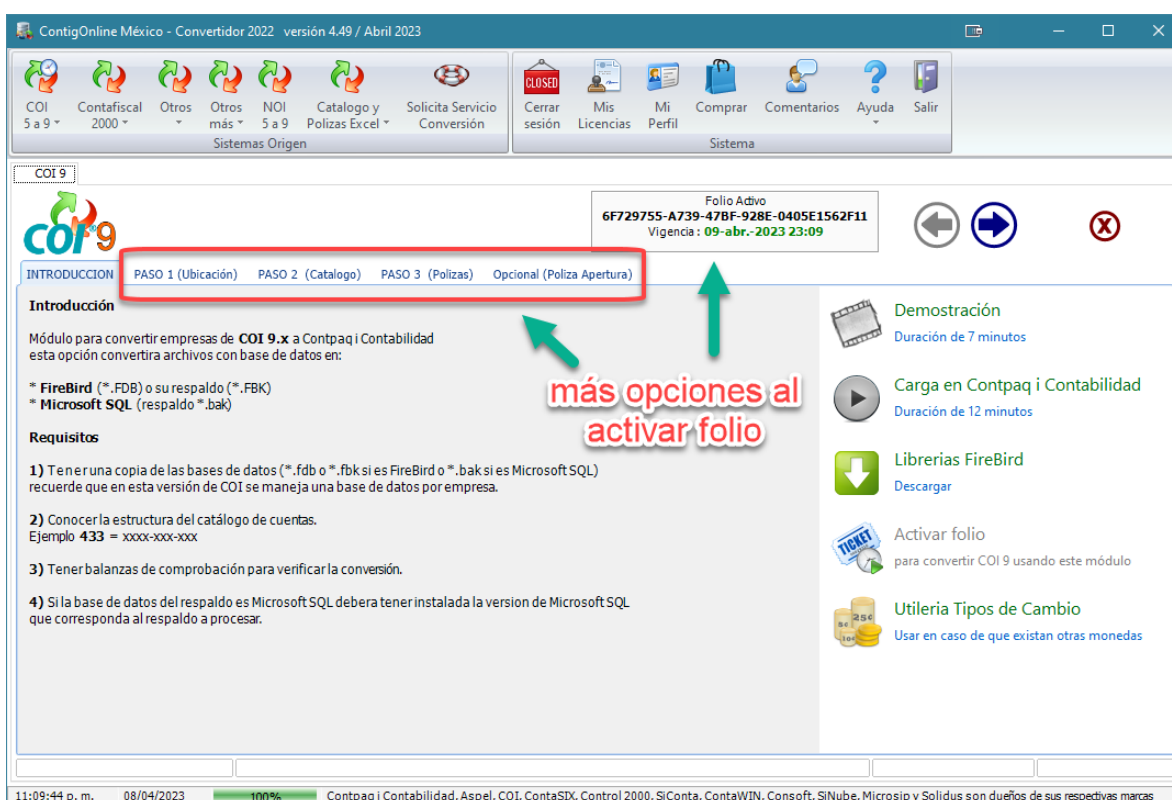 ContigOnline México - Convertidor 2022 versión 4.49 / Abril 2023
COI 5 a 9
Contafiscal 2000
Otros
Otros más
NOI 5 a 9
Catalogo y Polizas Excel
Solicita Servicio Conversión
Sistemas Origen
CLOSED
Cerrar sesión
Mis Licencias
Mi Perfil
Comprar
Comentarios
Ayuda
Salir
Sistema
COI 9
COI® 9
Folio Activo
6F729755-A739-47BF-928E-0405E1562F11
Vigencia : 09-abr.-2023 23:09
INTRODUCCION
PASO 1 (Ubicación)
PASO 2 (Catalogo)
PASO 3 (Polizas)
Opcional (Poliza Apertura)
Introducción
Módulo para convertir empresas de COI 9.x a Contpaq i Contabilidad
esta opción convertira archivos con base de datos en:
* FireBird (*.FDB) o su respaldo (*.FBK)
* Microsoft SQL (respaldo *.bak)
más opciones al
activar folio
Requisitos
1) Tener una copia de las bases de datos (*.fdb o *.fbk si es FireBird o *.bak si es Microsoft SQL)
recuerde que en esta versión de COI se maneja una base de datos por empresa.
2) Conocer la estructura del catálogo de cuentas.
Ejemplo 433 = xxxx-xxx-xxx
3) Tener balanzas de comprobación para verificar la conversión.
4) Si la base de datos del respaldo es Microsoft SQL debera tener instalada la version de Microsoft SQL
que corresponda al respaldo a procesar.
Demostración
Duración de 7 minutos
Carga en Contpaq i Contabilidad
Duración de 12 minutos
Librerias FireBird
Descargar
TICKET
Activar folio
para convertir COI 9 usando este módulo
5¢ 25¢ 10¢
Utileria Tipos de Cambio
Usar en caso de que existan otras monedas
11:09:44 p. m.
08/04/2023
100%
Contpaq i Contabilidad, Aspel, COI, ContaSIX, Control 2000, SiConta, ContaWIN, Consoft, SiNube, Microsip y Solidus son dueños de sus respectivas marcas